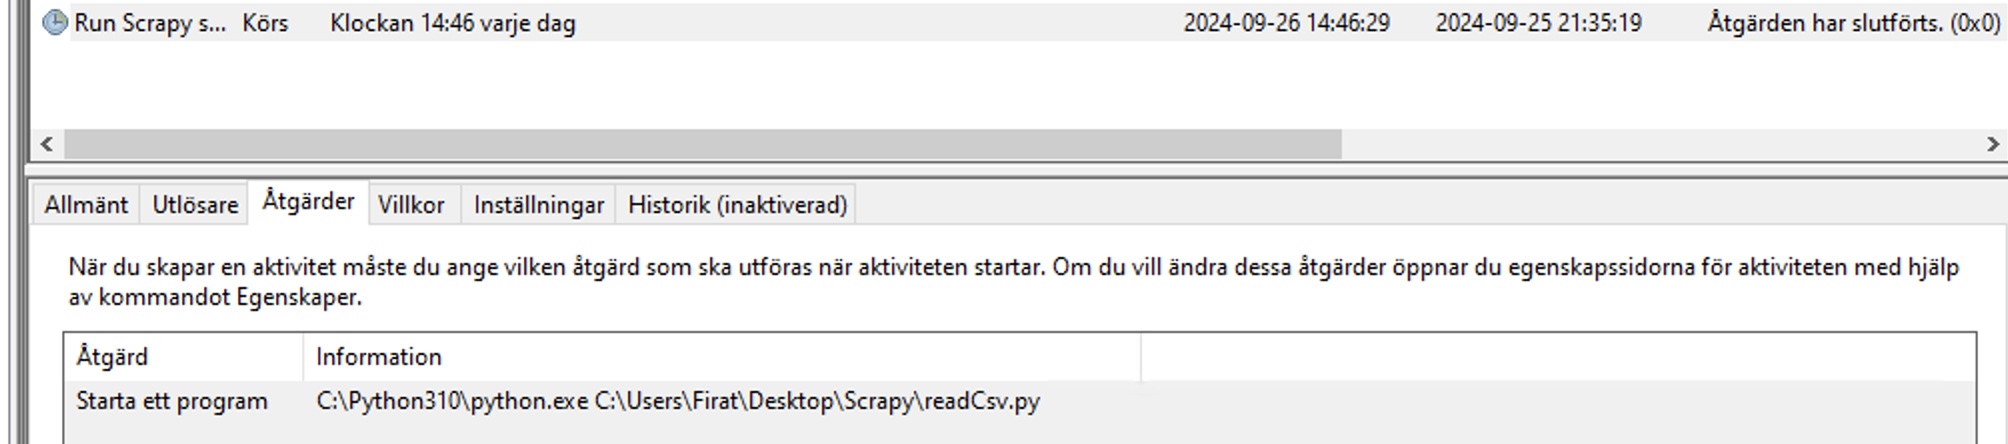 Run Scrapy s... Körs Klockan 14:46 varje dag 2024-09-26 14:46:29 2024-09-25 21:35:19 Åtgärden har slutförts. (0x0)
Allmänt Utlösare Åtgärder Villkor Inställningar Historik (inaktiverad)
När du skapar en aktivitet måste du ange vilken åtgärd som ska utföras när aktiviteten startar. Om du vill ändra dessa åtgärder öppnar du egenskapssidorna för aktiviteten med hjälp
av kommandot Egenskaper.
Åtgärd Information
Starta ett program C:\Python310\python.exe C:\Users\Firat\Desktop\Scrapy\readCsv.py